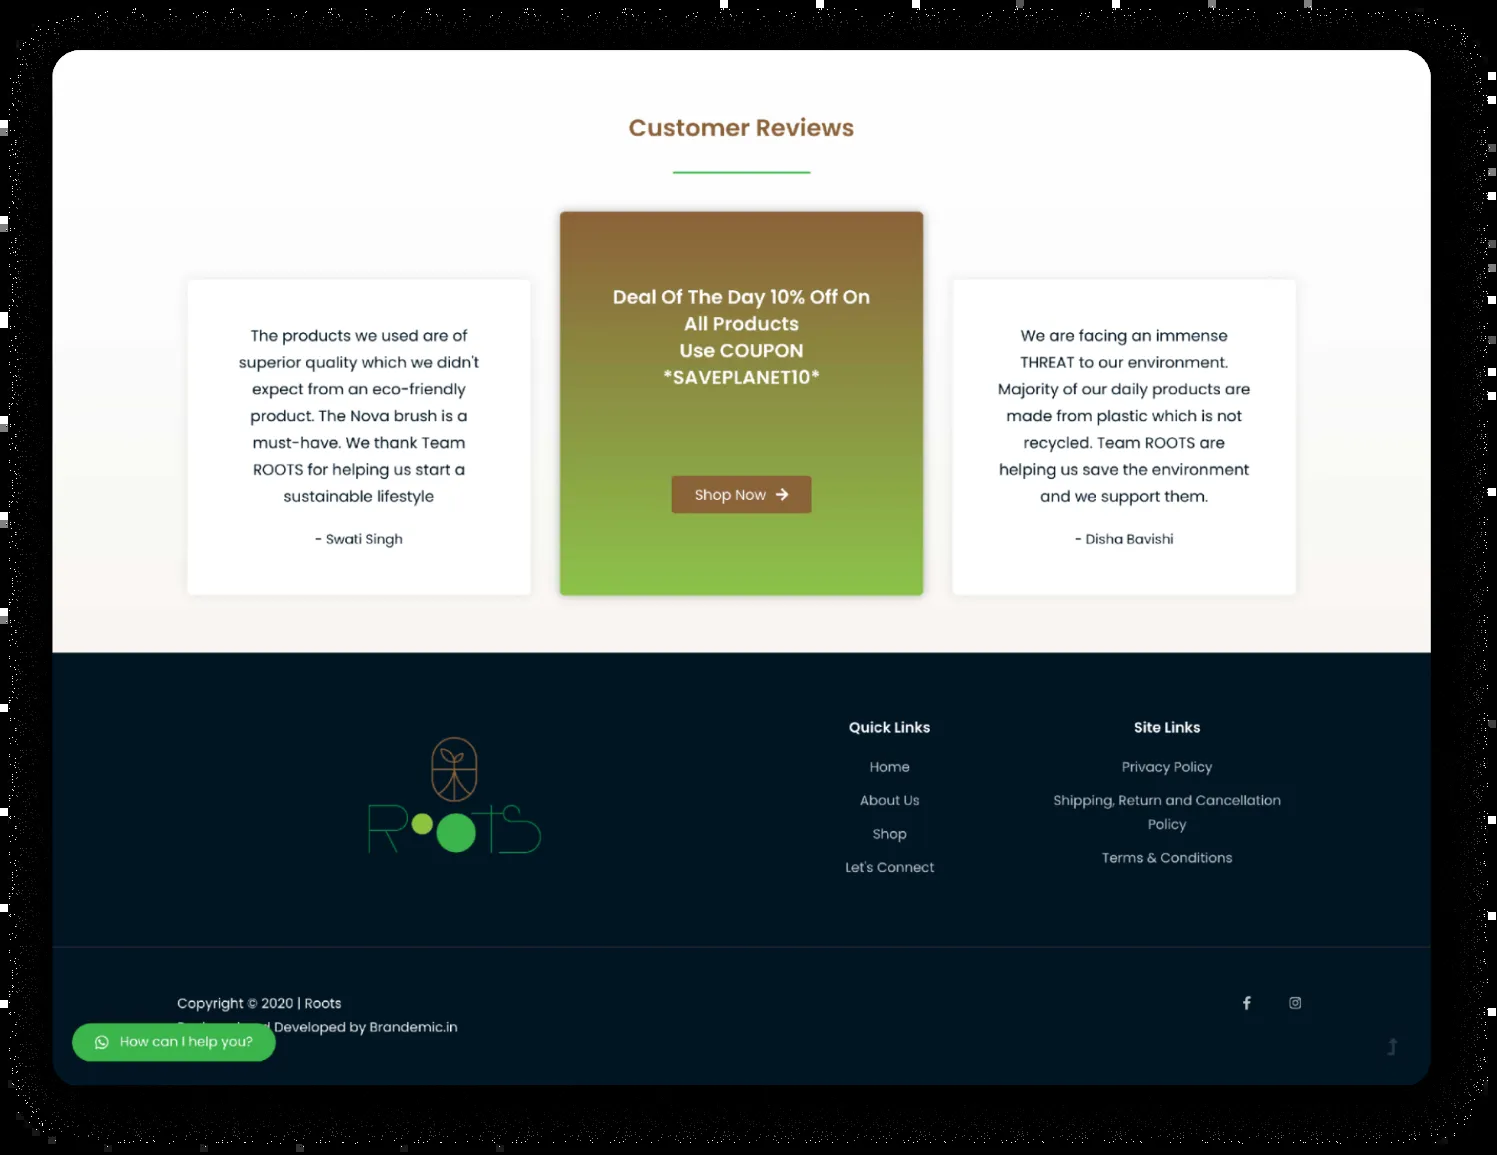 Customer Reviews
The products we used are of
superior quality which we didn't
expect from an eco-friendly
product. The Nova brush is a
must-have. We thank Team
ROOTS for helping us start a
sustainable lifestyle
- Swati Singh
Deal Of The Day 10% Off On
All Products
Use COUPON
*SAVEPLANET10*
Shop Now
We are facing an immense
THREAT to our environment.
Majority of our daily products are
made from plastic which is not
recycled. Team ROOTS are
helping us save the environment
and we support them.
- Disha Bavishi
ROOTS
Quick Links
Home
About Us
Shop
Let's Connect
Site Links
Privacy Policy
Shipping, Return and Cancellation
Policy
Terms & Conditions
Copyright © 2020 | Roots
Developed by Brandemic.in
How can I help you?